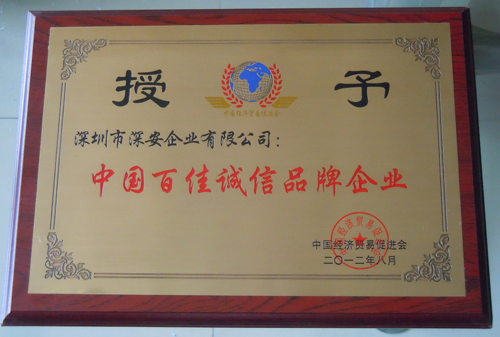 授予
深圳市深安企业有限公司：
中国百佳诚信品牌企业
中国经济贸易促进会
二〇一二年八月